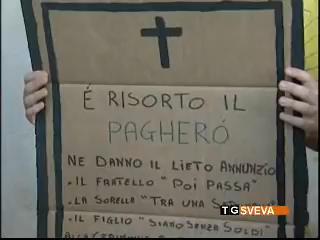 É RISORTO IL
PAGHERÓ
NE DANNO IL LIETO ANNUNZIO
. IL FRATELLO "POI PASSA"
. LA SORELLA "TRA UNA
. IL FIGLIO "SIAMO SENZA SOLDI"
TGSVEVA